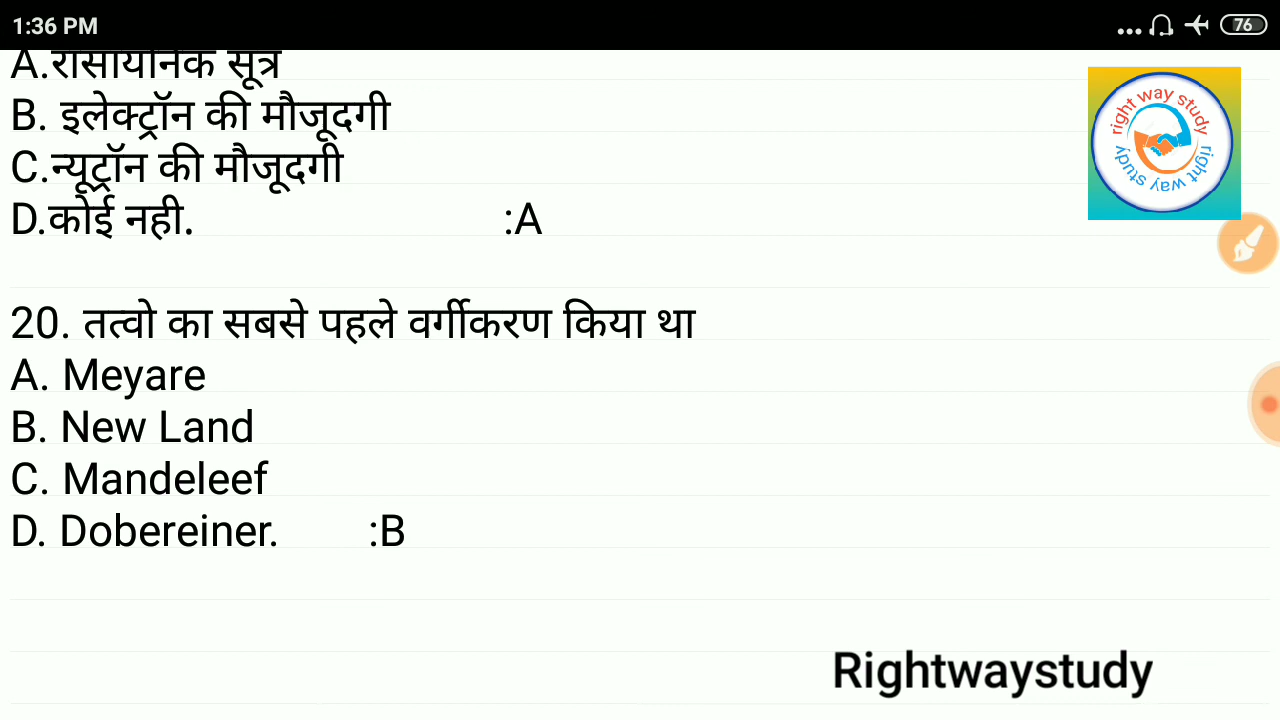 1:36 PM
76
A.रासायनिक सूत्र
B. इलेक्ट्रॉन की मौजूदगी
C.न्यूट्रॉन की मौजूदगी
D.कोई नही. :A
right way study right way study
20. तत्वो का सबसे पहले वर्गीकरण किया था
A. Meyare
B. New Land
C. Mandeleef
D. Dobereiner. :B
Rightwaystudy